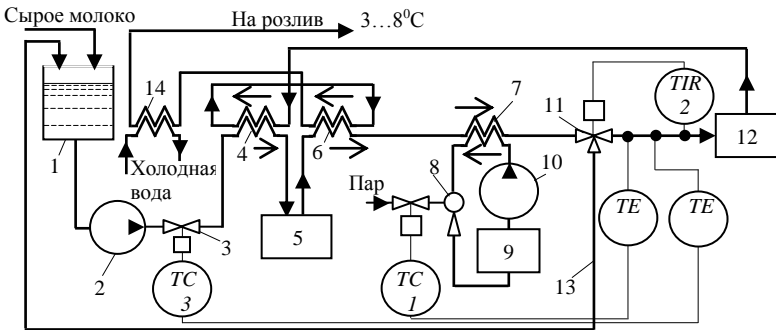 Сырое молоко
На розлив
3...8⁰C
14
7
TIR
2
11
1
Холодная
вода
4
6
8
10
12
Пар
TE
TE
2
3
5
9
TC
3
TC
1
13